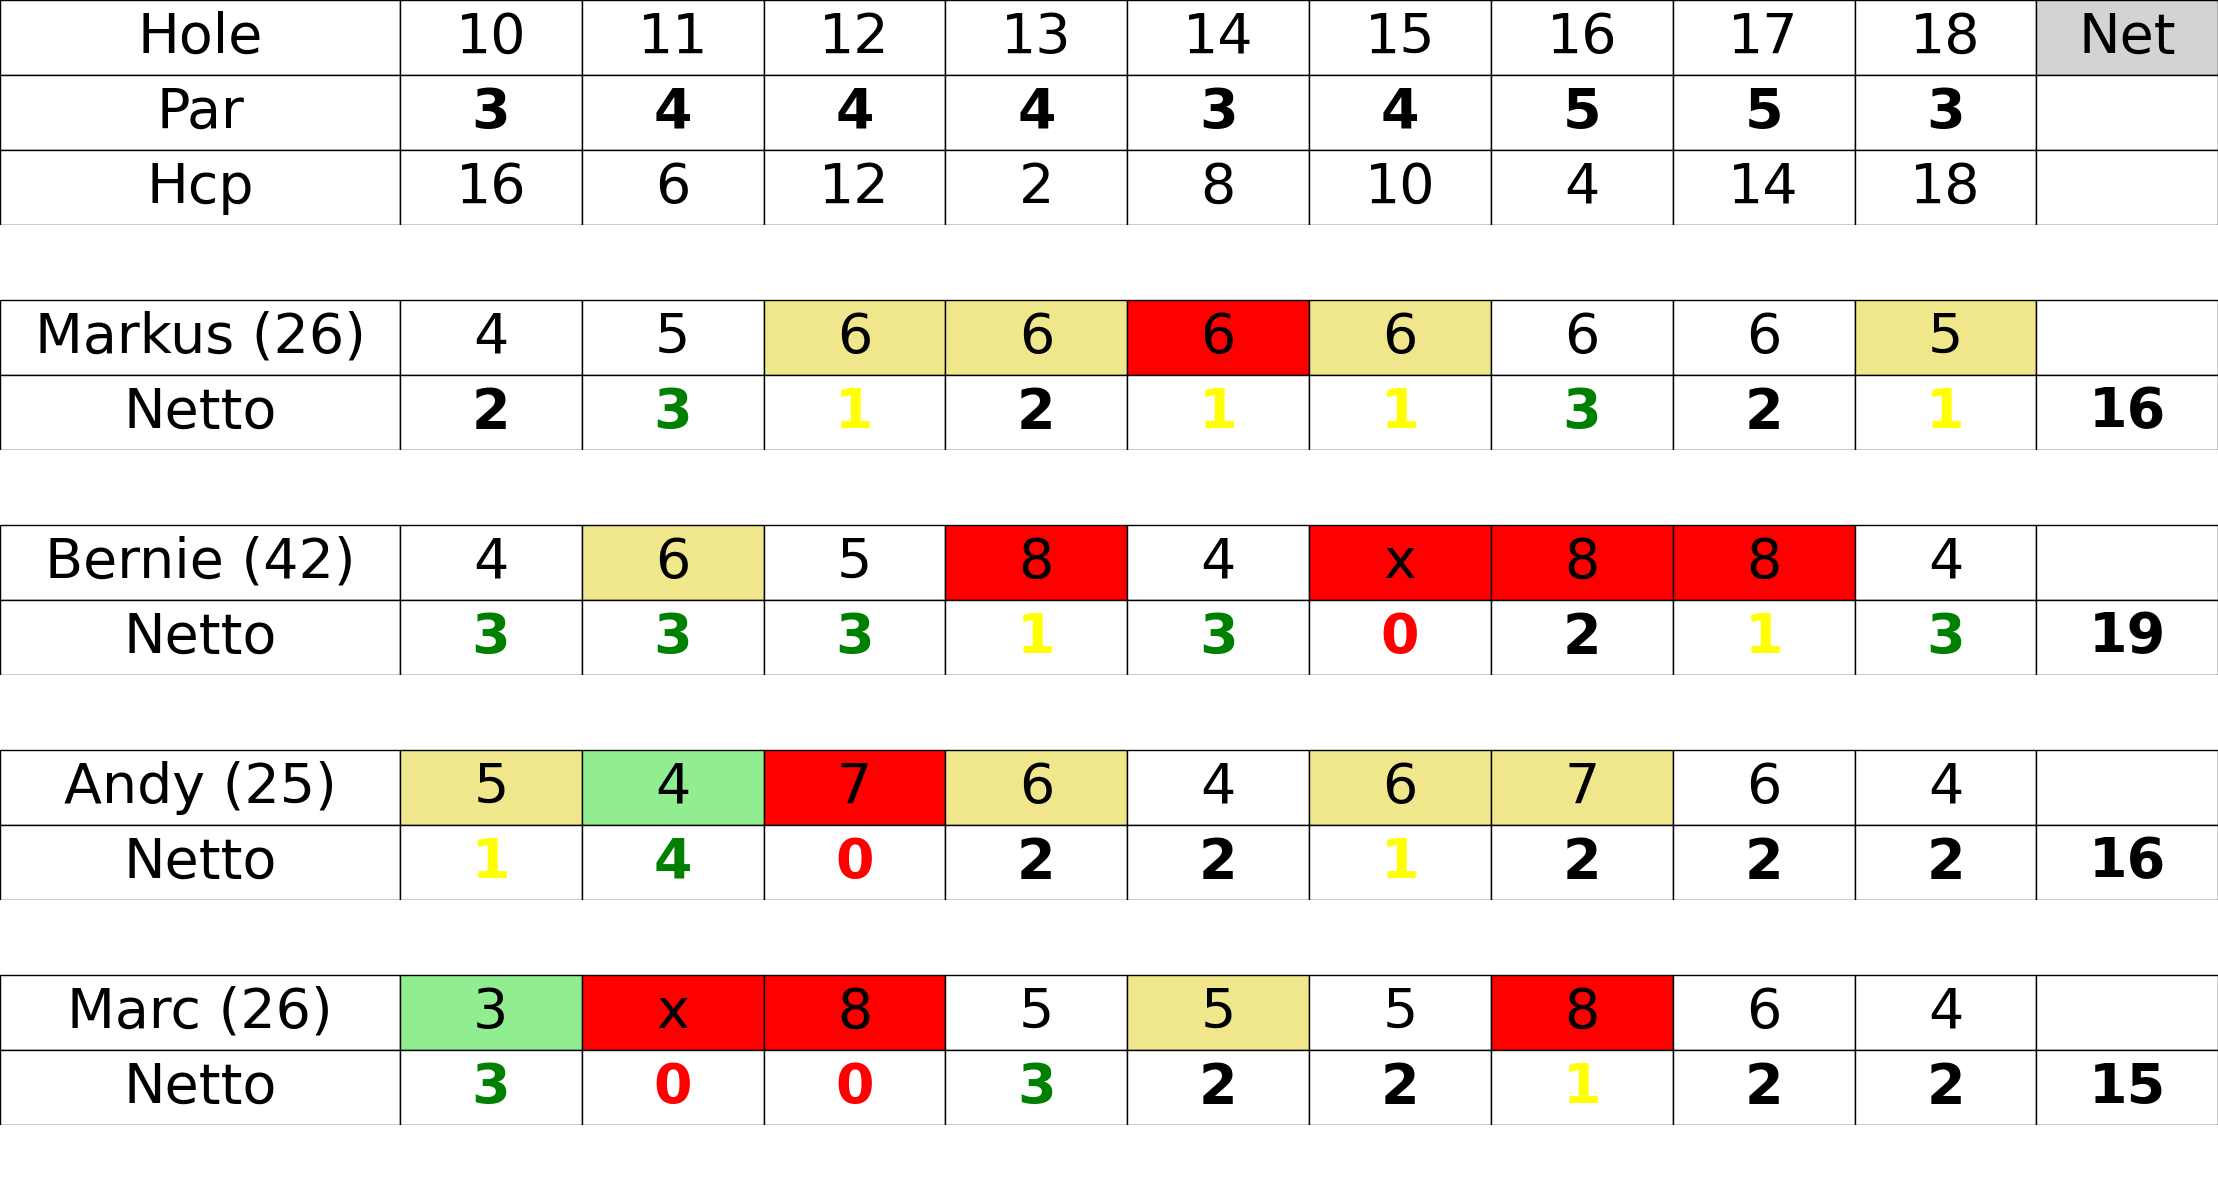 Hole 10 11 12 13 14 15 16 17 18 Net
Par 3 4 4 4 3 4 5 5 3
Hcp 16 6 12 2 8 10 4 14 18
Markus (26) 4 5 6 6 6 6 6 6 5
Netto 2 3 1 2 1 1 3 2 1 16
Bernie (42) 4 6 5 8 4 x 8 8 4
Netto 3 3 3 1 3 0 2 1 3 19
Andy (25) 5 4 7 6 4 6 7 6 4
Netto 1 4 0 2 2 1 2 2 2 16
Marc (26) 3 x 8 5 5 5 8 6 4
Netto 3 0 0 3 2 2 1 2 2 15